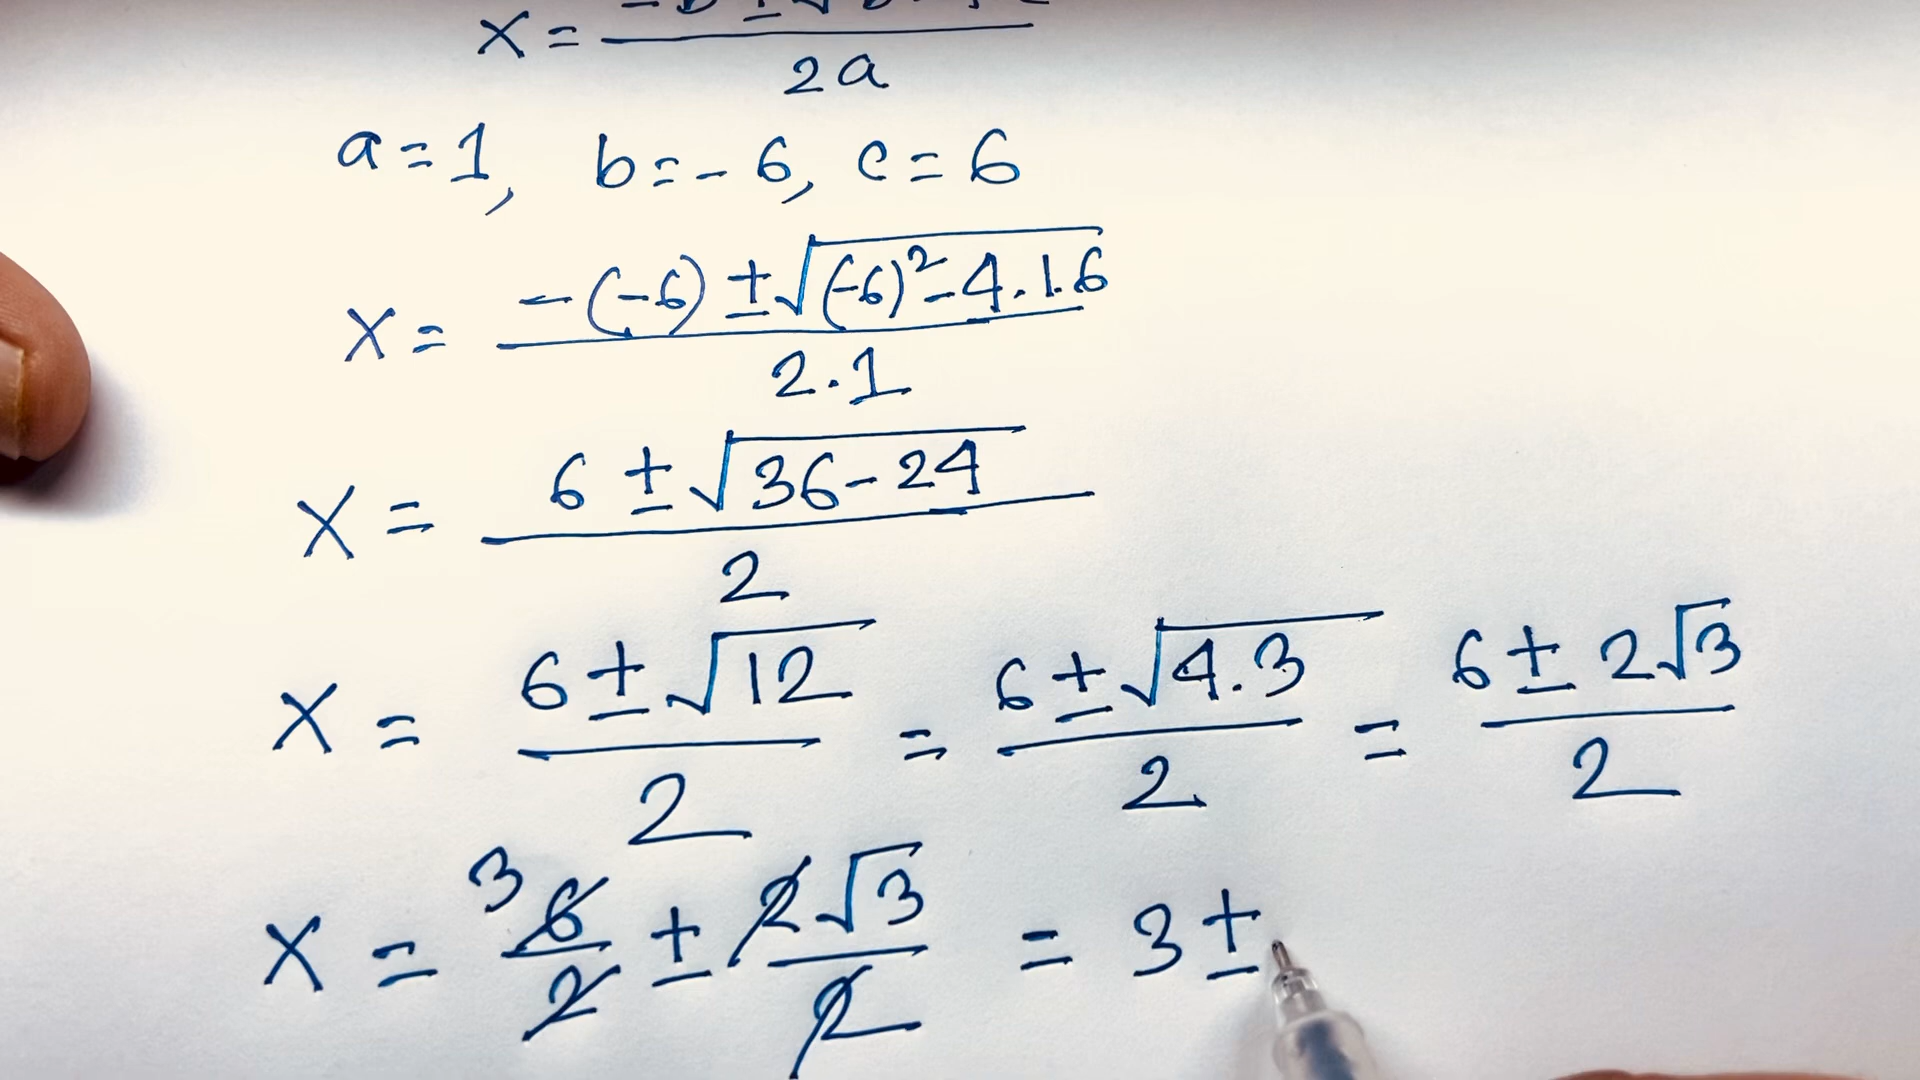 x = -b ± √b
2a
a = 1, b = - 6, c = 6
x = -(-6) ± √(-6)² - 4.1.6
2.1
x = 6 ± √36 - 24
2
x = 6 ± √12 = 6 ± √4.3 = 6 ± 2√3
2 2 2
x = 3 6/2 ± 2√3/2 = 3 ±